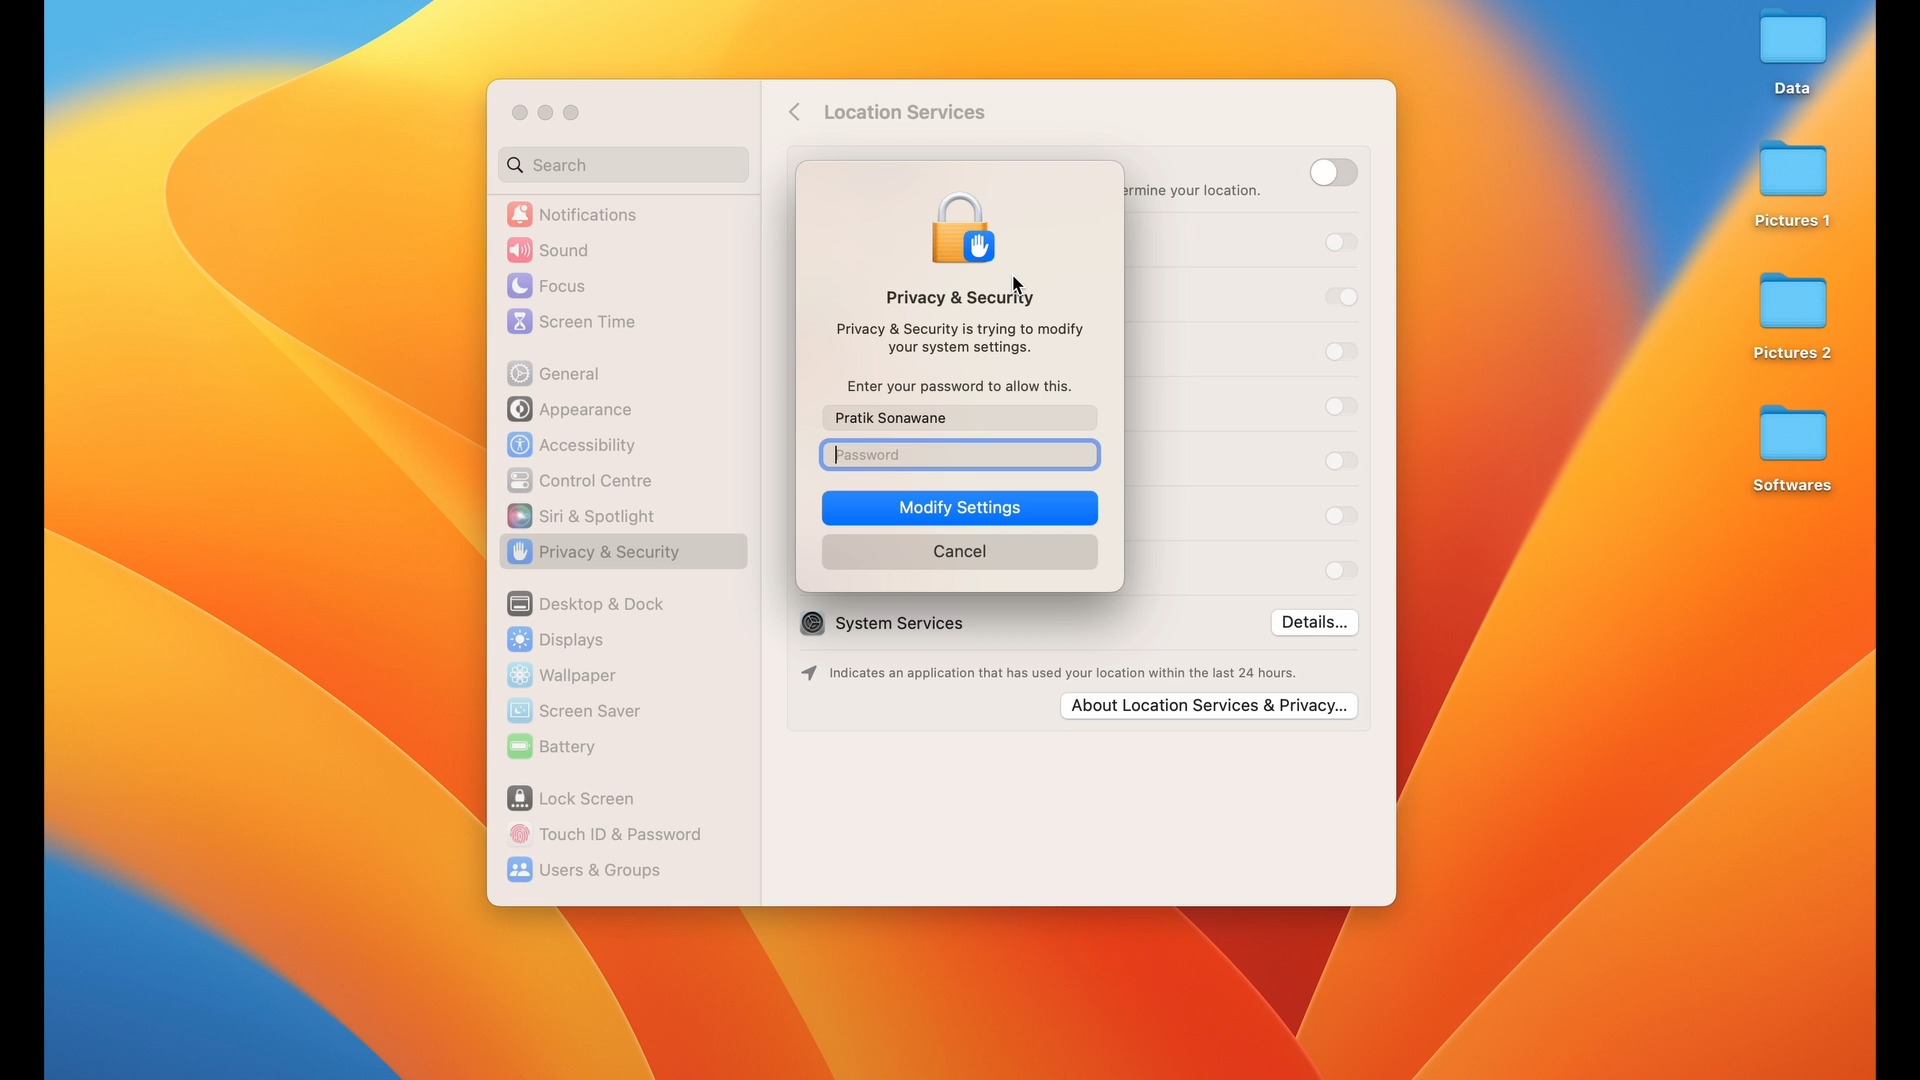 Location Services
Search
ermine your location.
Notifications
Sound
Focus
Screen Time
General
Appearance
Accessibility
Control Centre
Siri & Spotlight
Privacy & Security
Desktop & Dock
Displays
Wallpaper
Screen Saver
Battery
Lock Screen
Touch ID & Password
Users & Groups
Privacy & Security
Privacy & Security is trying to modify
your system settings.
Enter your password to allow this.
Pratik Sonawane
Password
Modify Settings
Cancel
System Services
Details...
Indicates an application that has used your location within the last 24 hours.
About Location Services & Privacy...
Data
Pictures 1
Pictures 2
Softwares